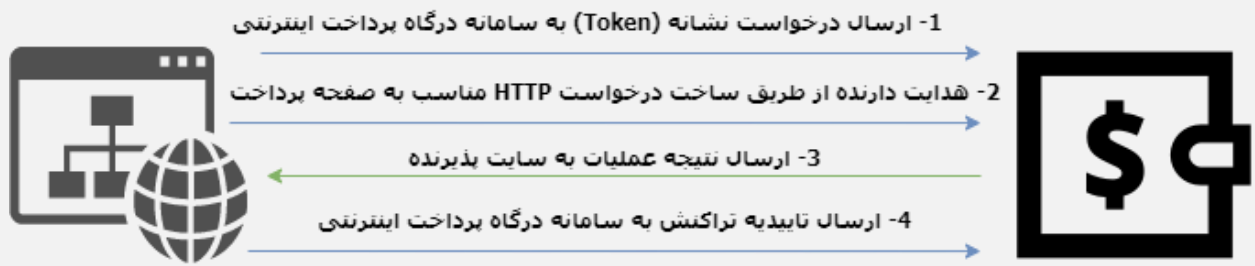 1- ارسال درخواست نشانه (Token) به سامانه درگاه پرداخت اینترنتی
2- هدایت دارنده از طریق ساخت درخواست HTTP مناسب به صفحه پرداخت
3- ارسال نتیجه عملیات به سایت پذیرنده
4- ارسال تاییدیه تراکنش به سامانه درگاه پرداخت اینترنتی
$